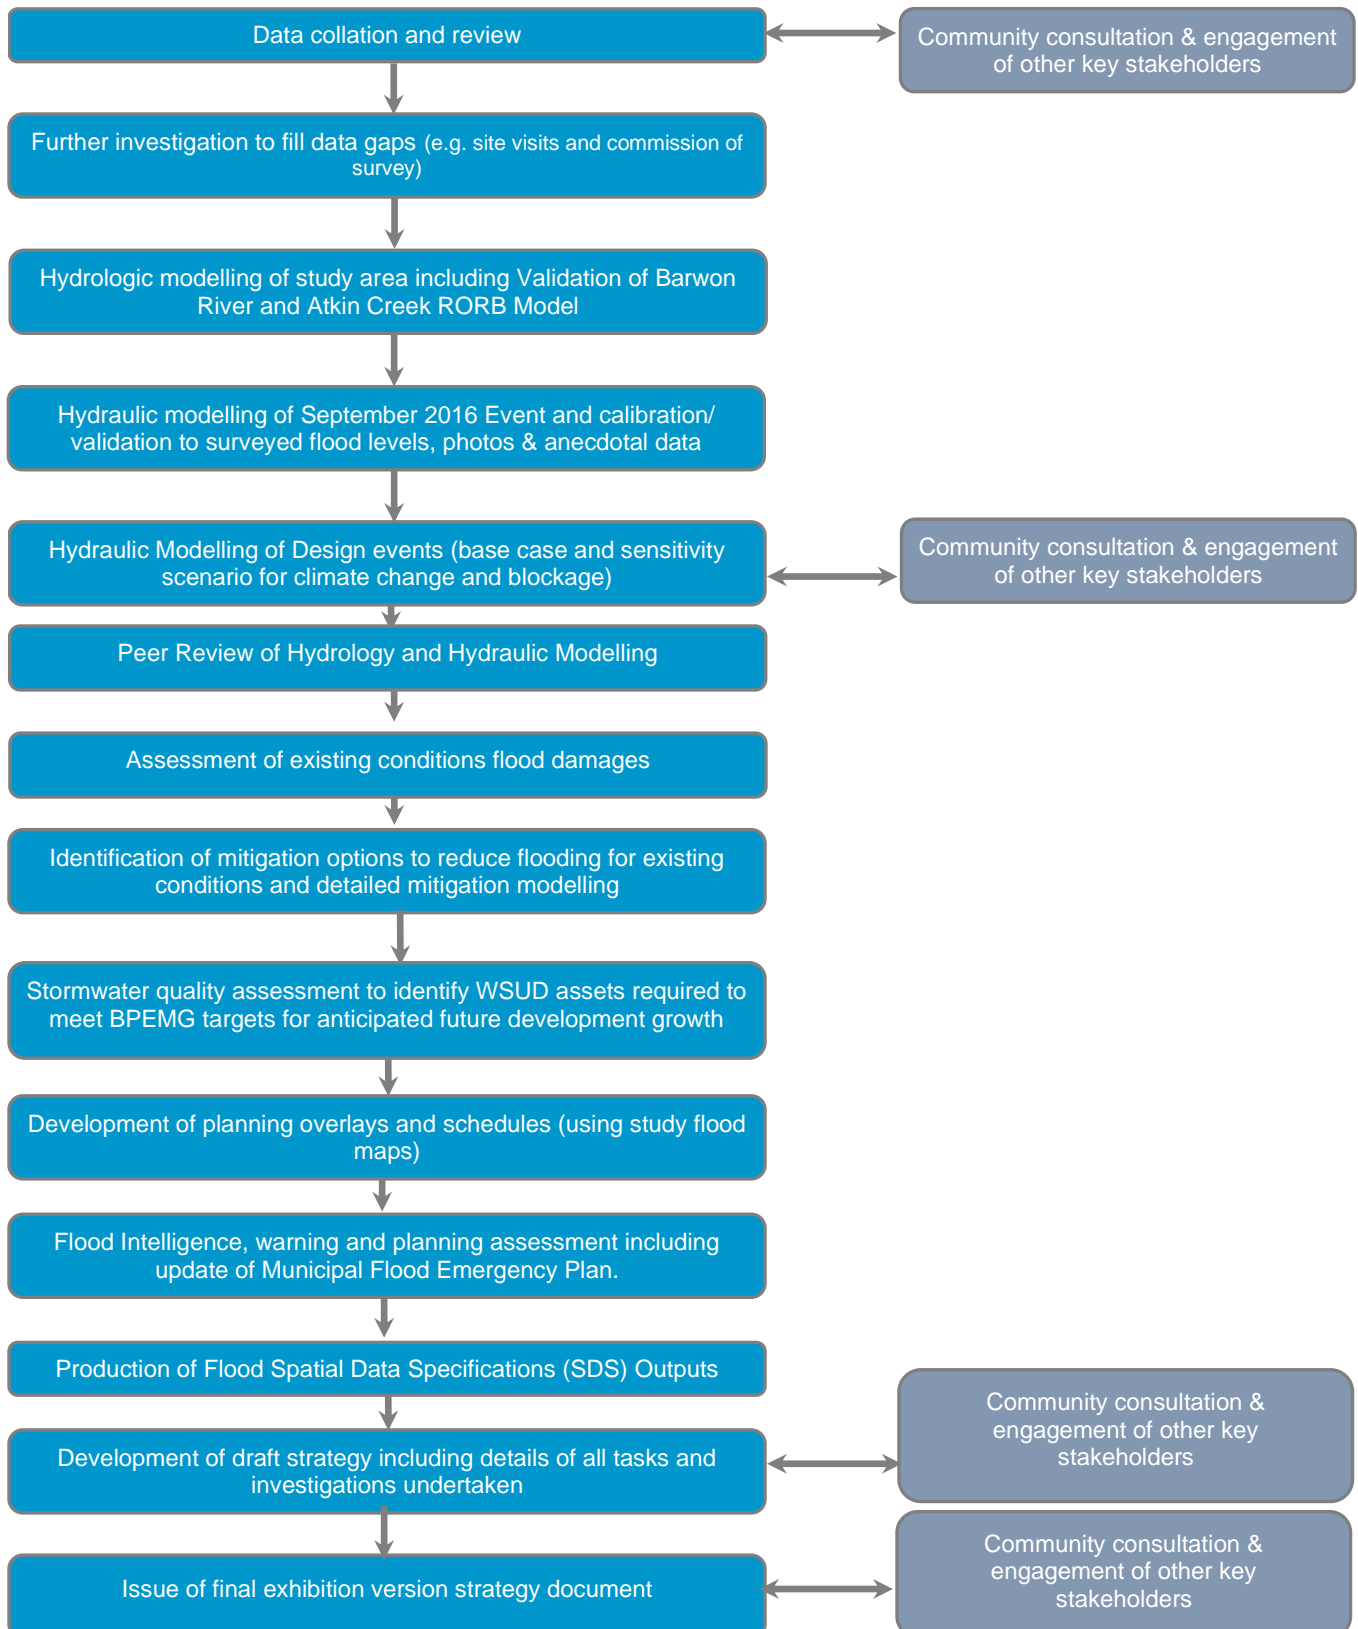 Data collation and review
Community consultation & engagement
of other key stakeholders
Further investigation to fill data gaps (e.g. site visits and commission of
survey)
Hydrologic modelling of study area including Validation of Barwon
River and Atkin Creek RORB Model
Hydraulic modelling of September 2016 Event and calibration/
validation to surveyed flood levels, photos & anecdotal data
Hydraulic Modelling of Design events (base case and sensitivity
scenario for climate change and blockage)
Community consultation & engagement
of other key stakeholders
Peer Review of Hydrology and Hydraulic Modelling
Assessment of existing conditions flood damages
Identification of mitigation options to reduce flooding for existing
conditions and detailed mitigation modelling
Stormwater quality assessment to identify WSUD assets required to
meet BPEMG targets for anticipated future development growth
Development of planning overlays and schedules (using study flood
maps)
Flood Intelligence, warning and planning assessment including
update of Municipal Flood Emergency Plan.
Production of Flood Spatial Data Specifications (SDS) Outputs
Development of draft strategy including details of all tasks and
investigations undertaken
Community consultation &
engagement of other key
stakeholders
Issue of final exhibition version strategy document
Community consultation &
engagement of other key
stakeholders